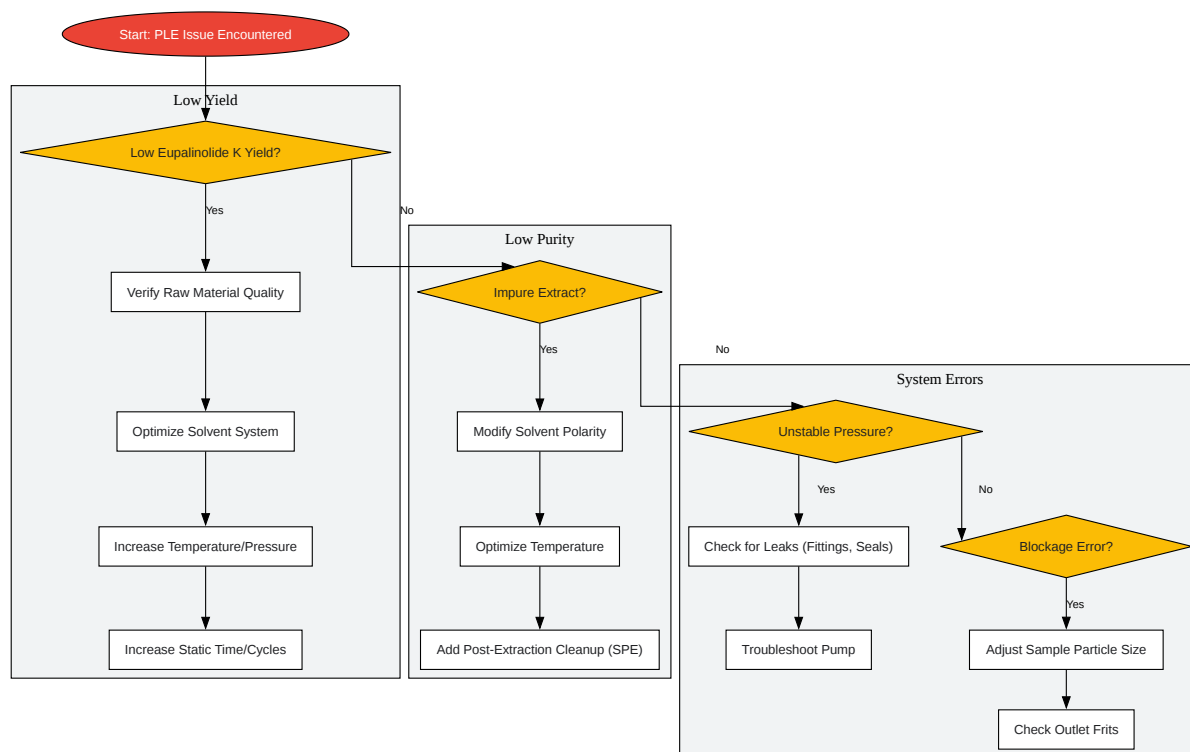 Start: PLE Issue Encountered
Low Yield
Low Eupalinolide K Yield?
Yes
No
Verify Raw Material Quality
Optimize Solvent System
Increase Temperature/Pressure
Increase Static Time/Cycles
Low Purity
Impure Extract?
Yes
No
Modify Solvent Polarity
Optimize Temperature
Add Post-Extraction Cleanup (SPE)
System Errors
Unstable Pressure?
Yes
No
Check for Leaks (Fittings, Seals)
Troubleshoot Pump
Blockage Error?
Yes
Adjust Sample Particle Size
Check Outlet Frits